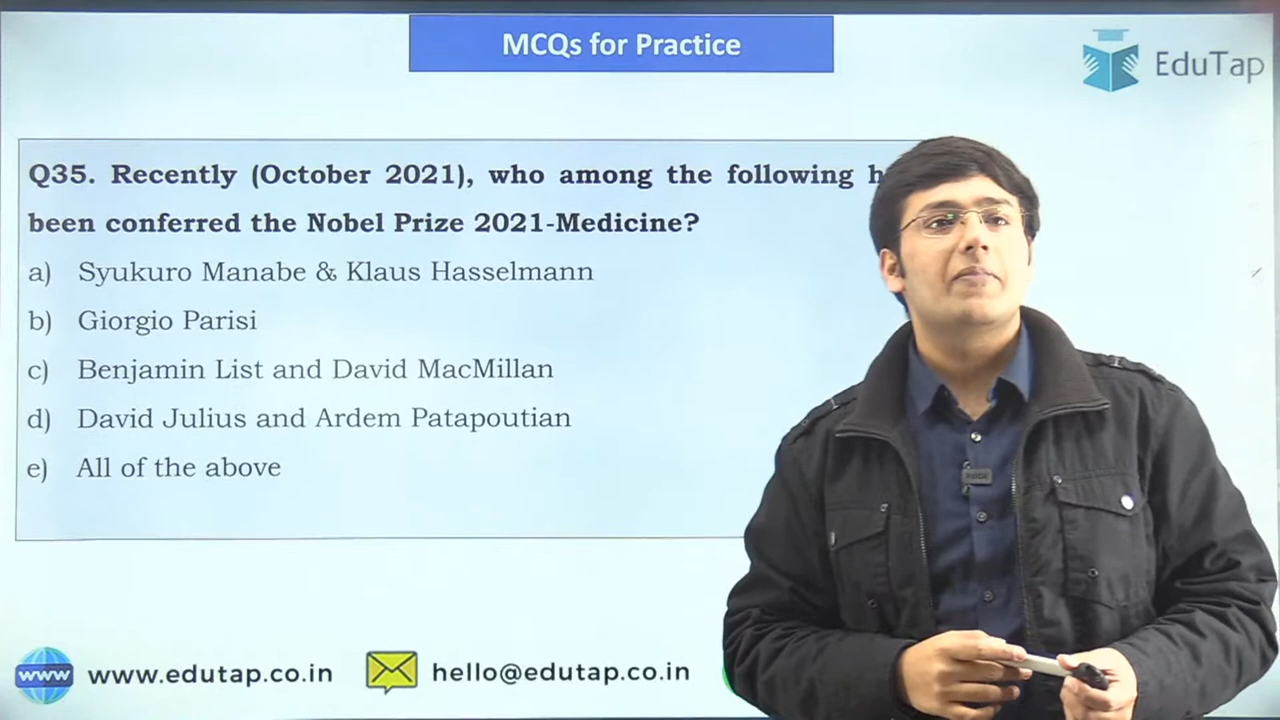 MCQs for Practice
EduTap
Q35. Recently (October 2021), who among the following
been conferred the Nobel Prize 2021-Medicine?
a) Syukuro Manabe & Klaus Hasselmann
b) Giorgio Parisi
c) Benjamin List and David MacMillan
d) David Julius and Ardem Patapoutian
e) All of the above
www www.edutap.co.in hello@edutap.co.in